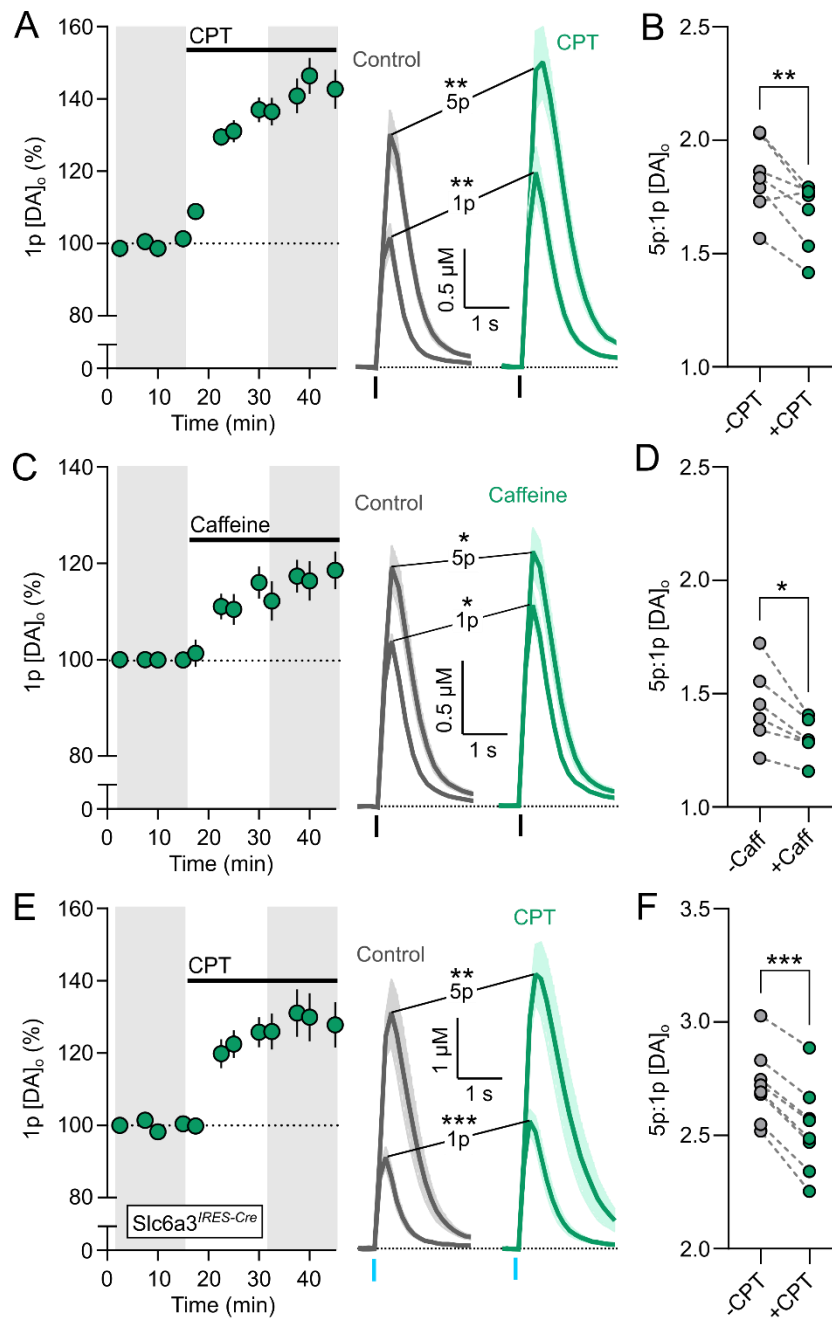 A
160
140
120
100
80
0
1p [DA]ₒ (%)
CPT
0 10 20 30 40
Time (min)
Control
CPT
**
5p
**
1p
0.5 µM
1 s
B
2.5
2.0
1.5
1.0
5p:1p [DA]ₒ
**
-CPT
+CPT
C
140
120
100
80
0
1p [DA]ₒ (%)
Caffeine
0 10 20 30 40
Time (min)
Control
Caffeine
*
5p
*
1p
0.5 µM
1 s
D
2.5
2.0
1.5
1.0
5p:1p [DA]ₒ
*
-Caff
+Caff
E
160
140
120
100
80
0
1p [DA]ₒ (%)
CPT
Slc6a3IRES-Cre
0 10 20 30 40
Time (min)
Control
CPT
**
5p
***
1p
1 µM
1 s
F
3.5
3.0
2.5
2.0
5p:1p [DA]ₒ
***
-CPT
+CPT